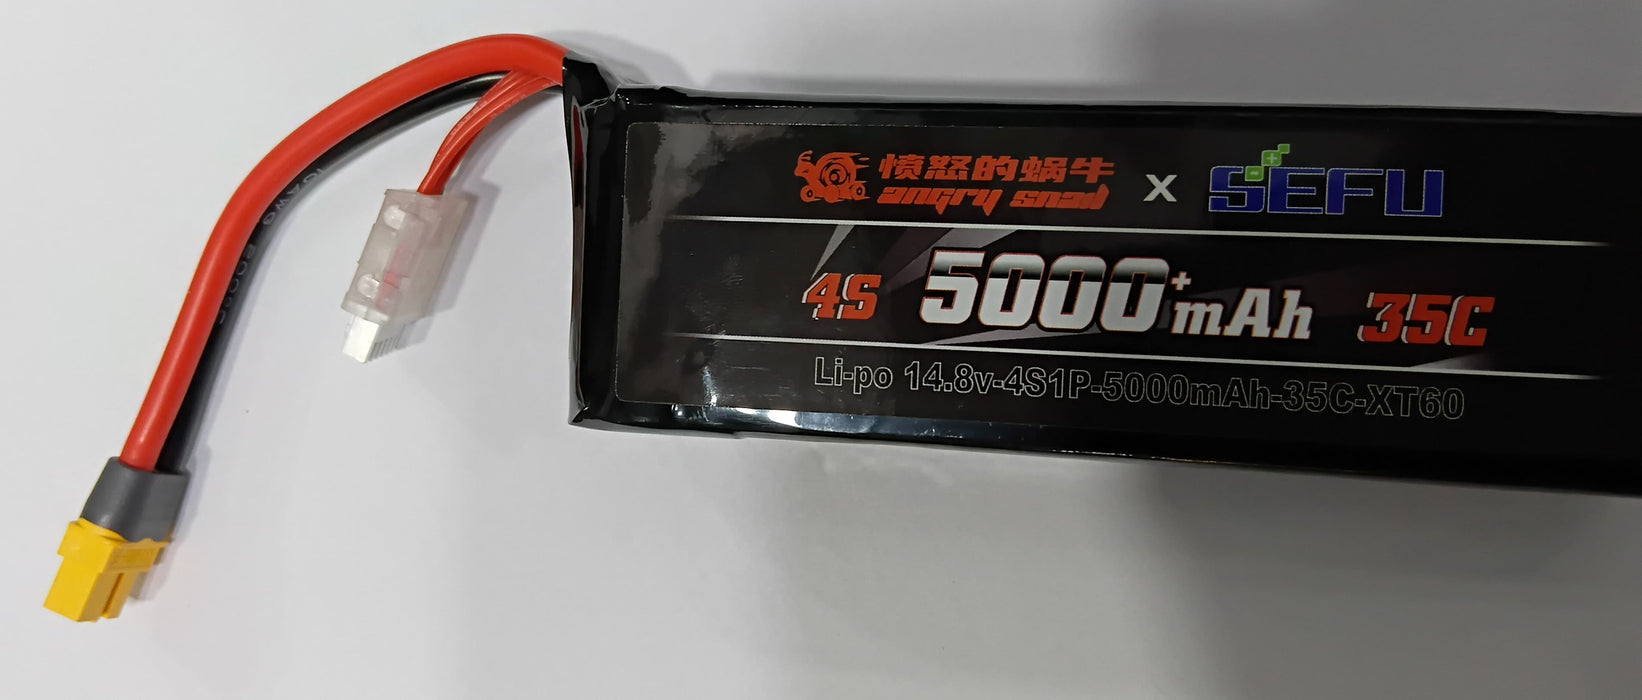 愤怒的蜗牛
angry snail
X SEFU
4S 5000+mAh 35C
Li-po 14.8v-4S1P-5000mAh-35C-XT60